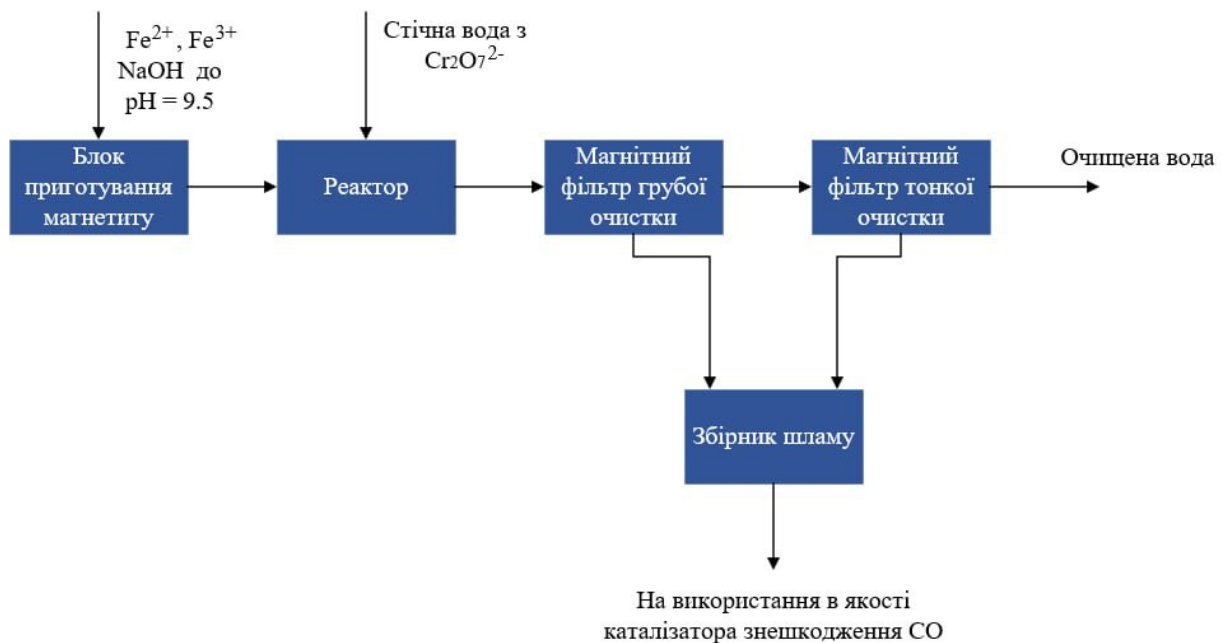 Fe2+ , Fe3+
NaOH до
pH = 9.5
Стічна вода з
Cr2O72-
Блок
приготування
магнетиту
Реактор
Магнітний
фільтр грубої
очистки
Магнітний
фільтр тонкої
очистки
Очищена вода
Збірник шламу
На використання в якості
каталізатора знешкодження СО